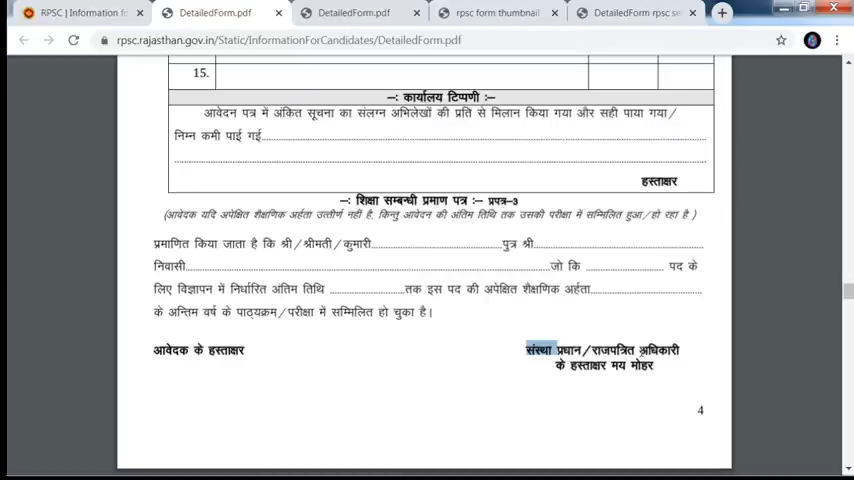 RPSC | Information fo
DetailedForm.pdf
DetailedForm.pdf
rpsc form thumbnail
DetailedForm rpsc se
rpsc.rajasthan.gov.in/Static/InformationForCandidates/DetailedForm.pdf
15.
–: कार्यालय टिप्पणी :–
आवेदन पत्र में अंकित सूचना का संलग्न अभिलेखों की प्रति से मिलान किया गया और सही पाया गया/
निम्न कमी पाई गई
हस्ताक्षर
–: शिक्षा सम्बन्धी प्रमाण पत्र :– प्रपत्र–3
(आवेदक यदि अपेक्षित शैक्षणिक अर्हता उत्तीर्ण नहीं है, किन्तु आवेदन की अंतिम तिथि तक उसकी परीक्षा में सम्मिलित हुआ/हो रहा है )
प्रमाणित किया जाता है कि श्री/श्रीमती/कुमारी पुत्र श्री
निवासी जो कि पद के
लिए विज्ञापन में निर्धारित अंतिम तिथि तक इस पद की अपेक्षित शैक्षणिक अर्हता
के अन्तिम वर्ष के पाठ्यक्रम/परीक्षा में सम्मिलित हो चुका है।
आवेदक के हस्ताक्षर संस्था प्रधान/राजपत्रित अधिकारी
के हस्ताक्षर मय मोहर
4